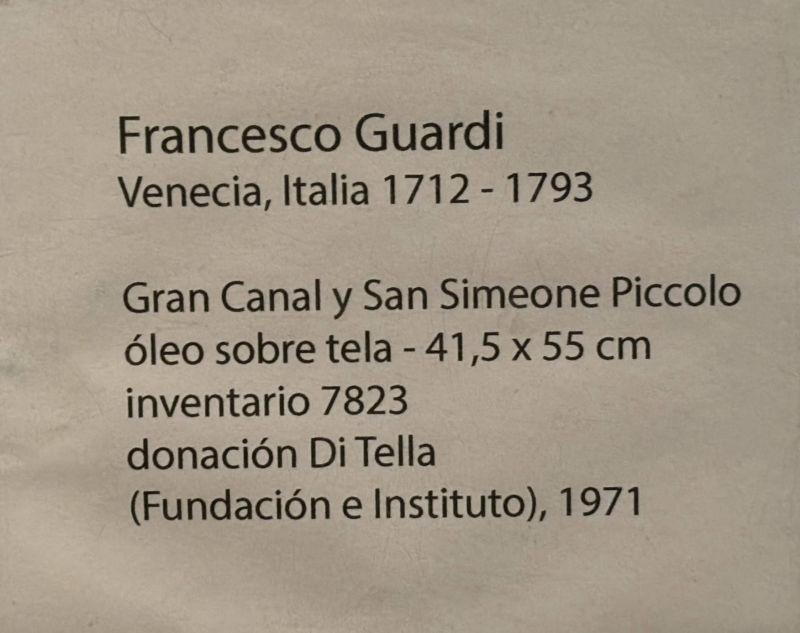 Francesco Guardi
Venecia, Italia 1712 - 1793
Gran Canal y San Simeone Piccolo
óleo sobre tela - 41,5 x 55 cm
inventario 7823
donación Di Tella
(Fundación e Instituto), 1971